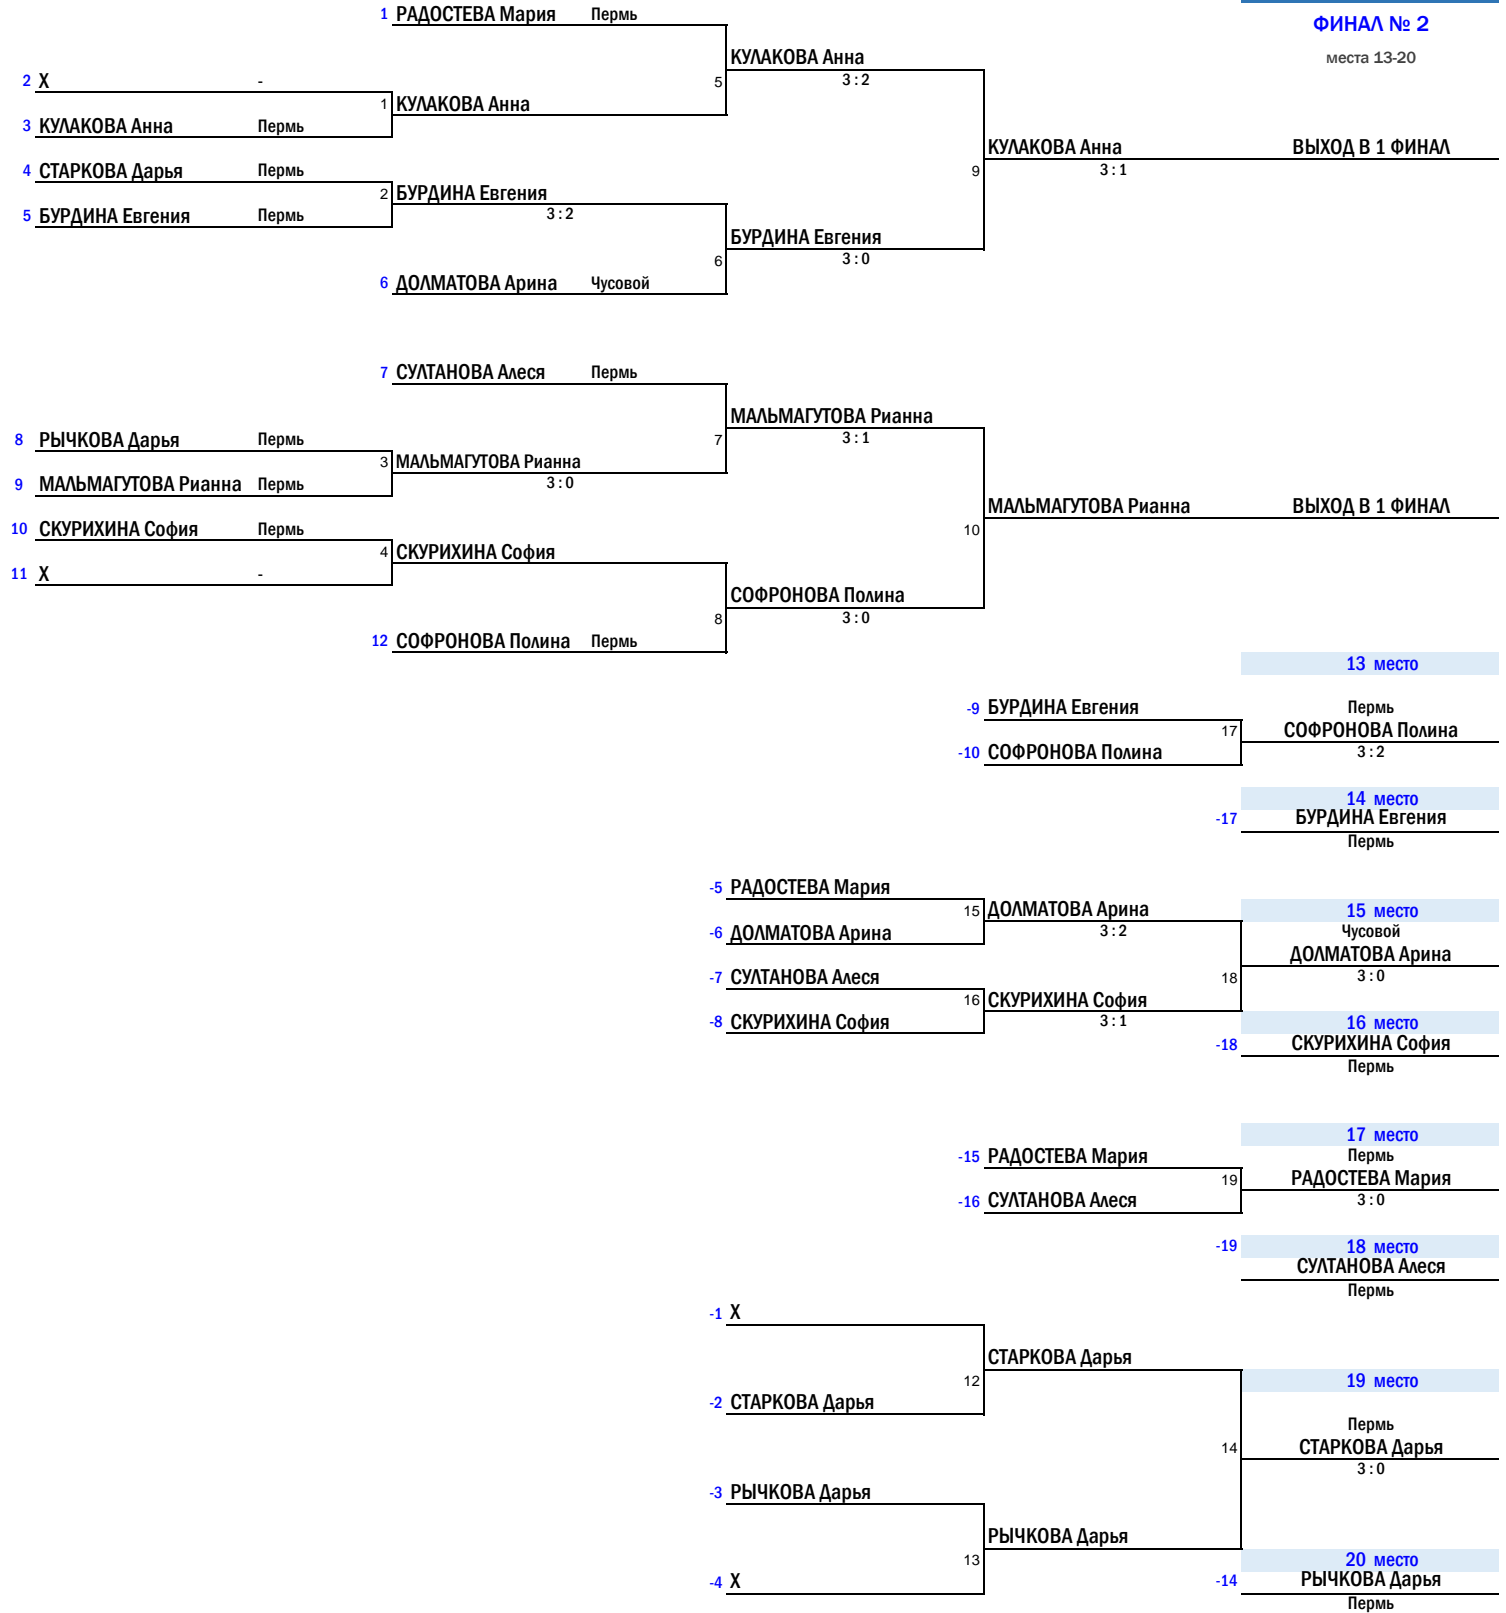 1 РАДОСТЕВА Мария Пермь
ФИНАЛ № 2
КУЛАКОВА Анна
места 13-20
2 X -
5 3 : 2
1 КУЛАКОВА Анна
3 КУЛАКОВА Анна Пермь
КУЛАКОВА Анна ВЫХОД В 1 ФИНАЛ
4 СТАРКОВА Дарья Пермь
9 3 : 1
2 БУРДИНА Евгения
5 БУРДИНА Евгения Пермь
3 : 2
БУРДИНА Евгения
6 3 : 0
6 ДОЛМАТОВА Арина Чусовой
7 СУЛТАНОВА Алеся Пермь
МАЛЬМАГУТОВА Рианна
8 РЫЧКОВА Дарья Пермь
7 3 : 1
3 МАЛЬМАГУТОВА Рианна
9 МАЛЬМАГУТОВА Рианна Пермь
3 : 0
МАЛЬМАГУТОВА Рианна ВЫХОД В 1 ФИНАЛ
10 СКУРИХИНА София Пермь
10
4 СКУРИХИНА София
11 X -
СОФРОНОВА Полина
8 3 : 0
12 СОФРОНОВА Полина Пермь
13 место
-9 БУРДИНА Евгения Пермь
17 СОФРОНОВА Полина
-10 СОФРОНОВА Полина 3 : 2
14 место
-17 БУРДИНА Евгения
Пермь
-5 РАДОСТЕВА Мария
15 ДОЛМАТОВА Арина 15 место
-6 ДОЛМАТОВА Арина 3 : 2 Чусовой
ДОЛМАТОВА Арина
-7 СУЛТАНОВА Алеся 18 3 : 0
16 СКУРИХИНА София
-8 СКУРИХИНА София 3 : 1 16 место
-18 СКУРИХИНА София
Пермь
17 место
-15 РАДОСТЕВА Мария Пермь
19 РАДОСТЕВА Мария
-16 СУЛТАНОВА Алеся 3 : 0
-19 18 место
СУЛТАНОВА Алеся
Пермь
-1 X
СТАРКОВА Дарья
12 19 место
-2 СТАРКОВА Дарья
Пермь
14 СТАРКОВА Дарья
3 : 0
-3 РЫЧКОВА Дарья
РЫЧКОВА Дарья
13 20 место
-4 X -14 РЫЧКОВА Дарья
Пермь